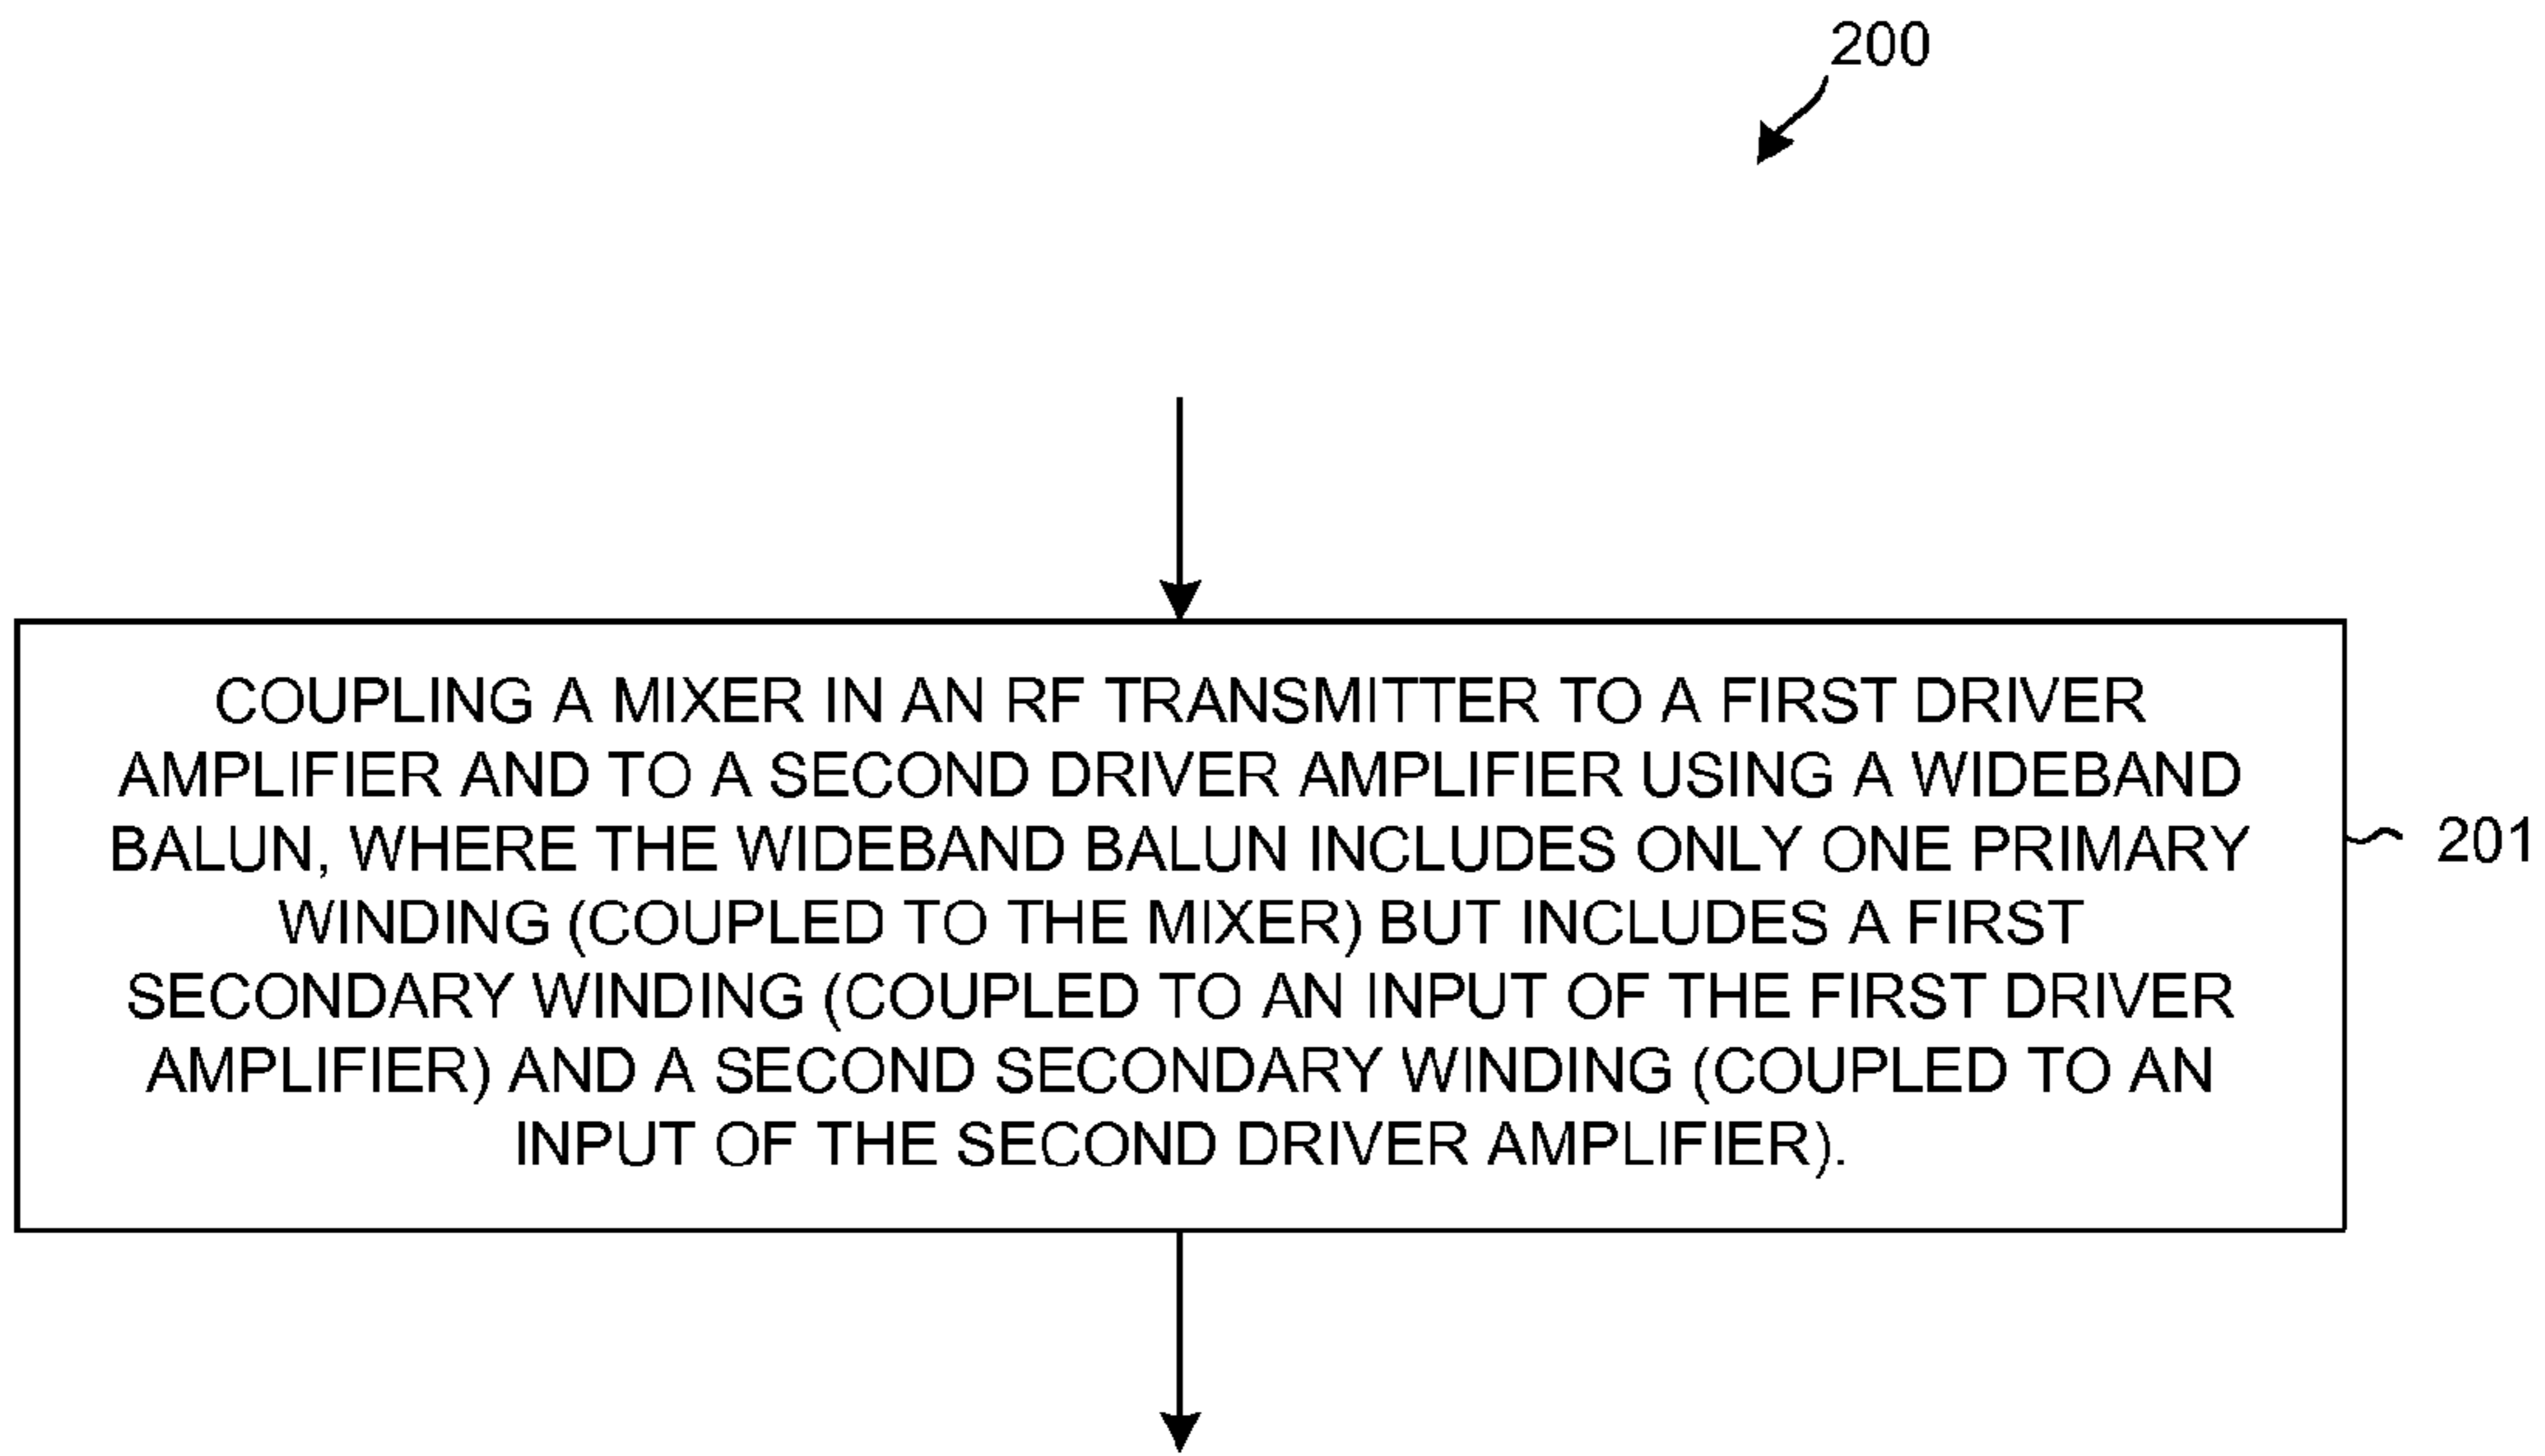 200
COUPLING A MIXER IN AN RF TRANSMITTER TO A FIRST DRIVER
AMPLIFIER AND TO A SECOND DRIVER AMPLIFIER USING A WIDEBAND
BALUN, WHERE THE WIDEBAND BALUN INCLUDES ONLY ONE PRIMARY
WINDING (COUPLED TO THE MIXER) BUT INCLUDES A FIRST
SECONDARY WINDING (COUPLED TO AN INPUT OF THE FIRST DRIVER
AMPLIFIER) AND A SECOND SECONDARY WINDING (COUPLED TO AN
INPUT OF THE SECOND DRIVER AMPLIFIER).
201